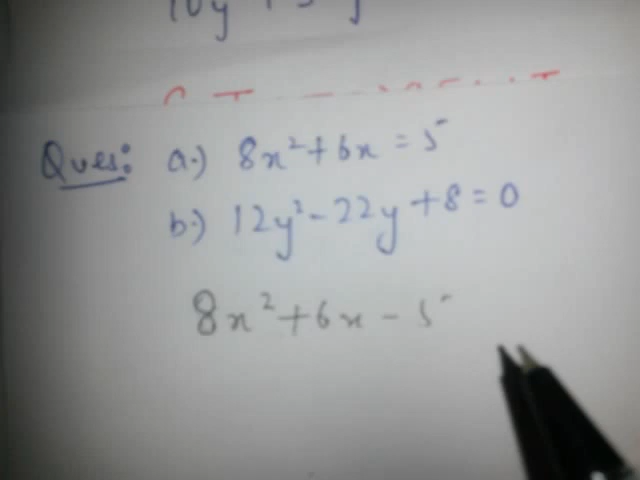 Ques: a.) 8x² + 6x = 5
b.) 12y² - 22y + 8 = 0
8x² + 6x - 5